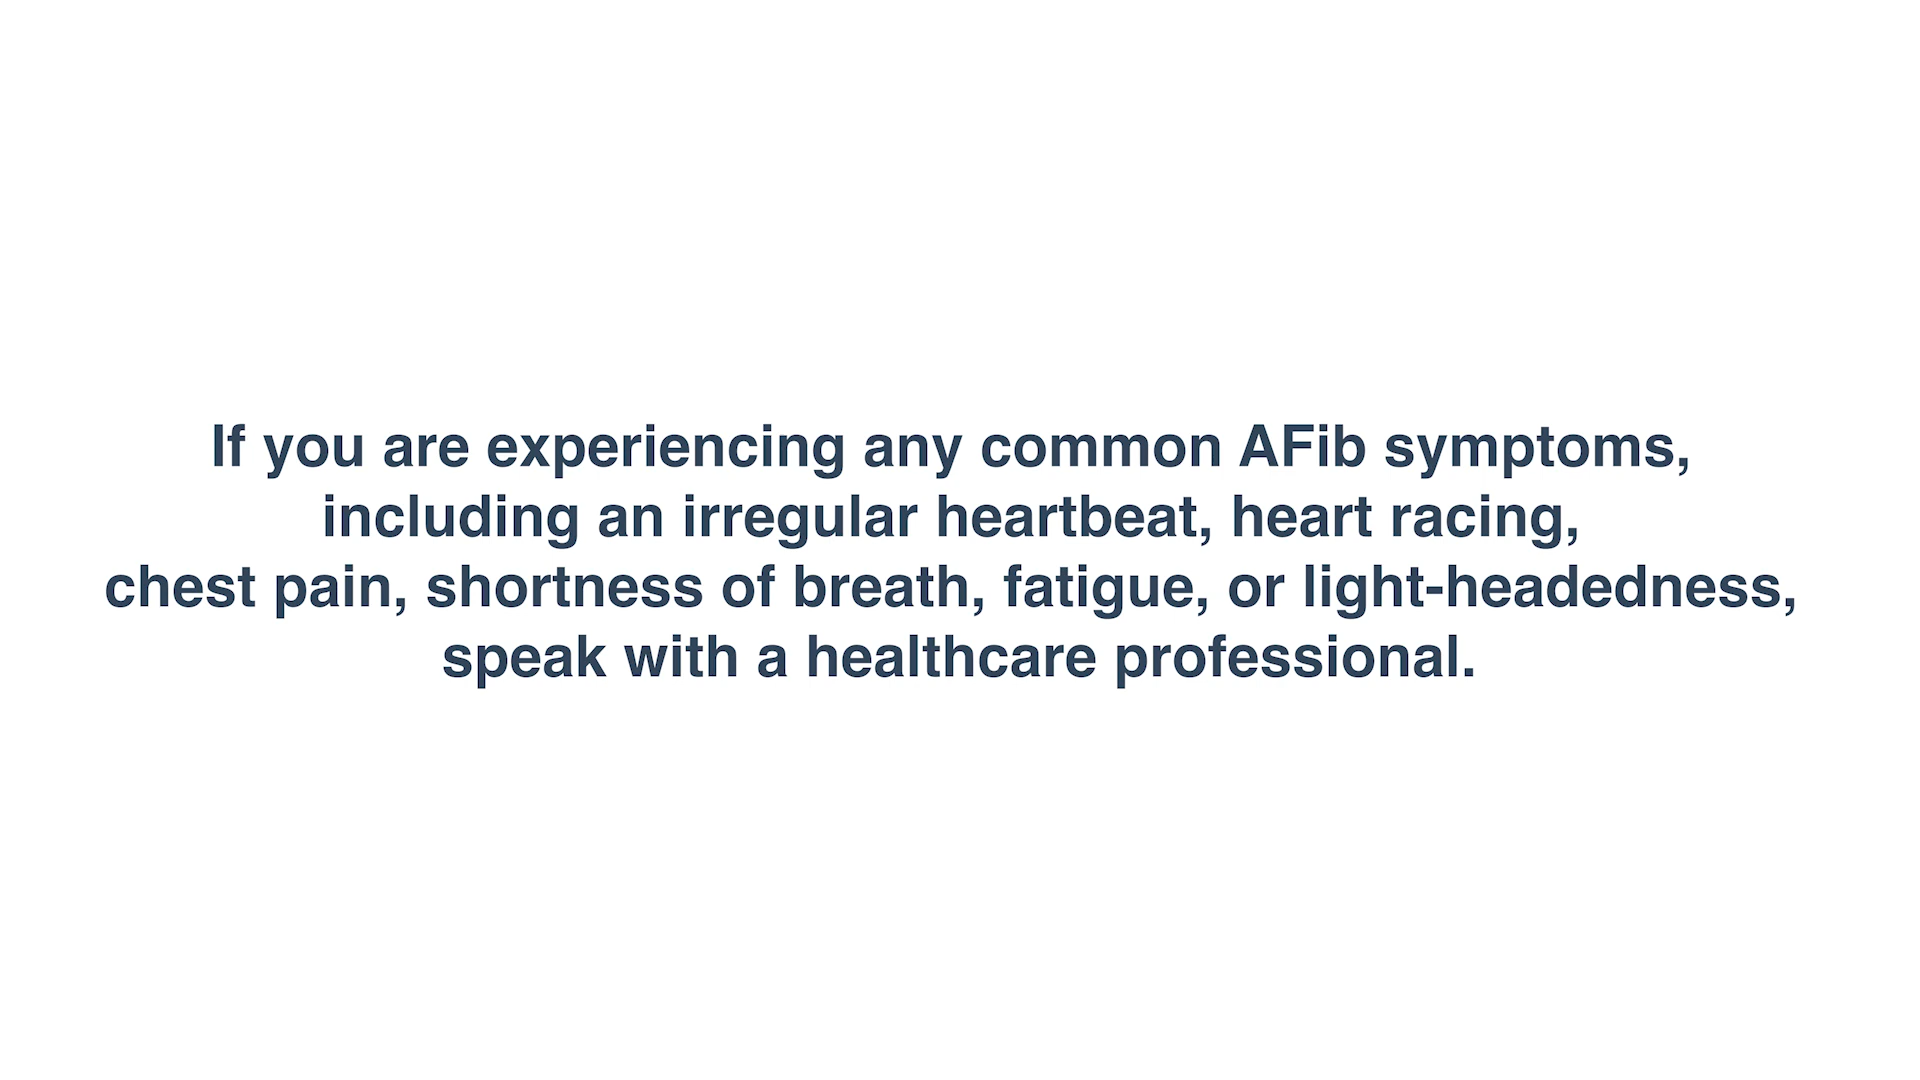 If you are experiencing any common AFib symptoms,
including an irregular heartbeat, heart racing,
chest pain, shortness of breath, fatigue, or light-headedness,
speak with a healthcare professional.